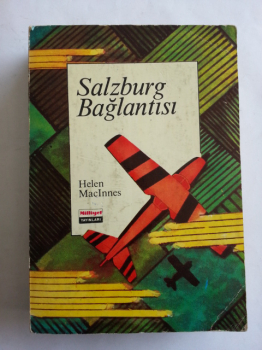 Salzburg
Bağlantısı
Helen
MacInnes
Milliyet
YAYINLARI